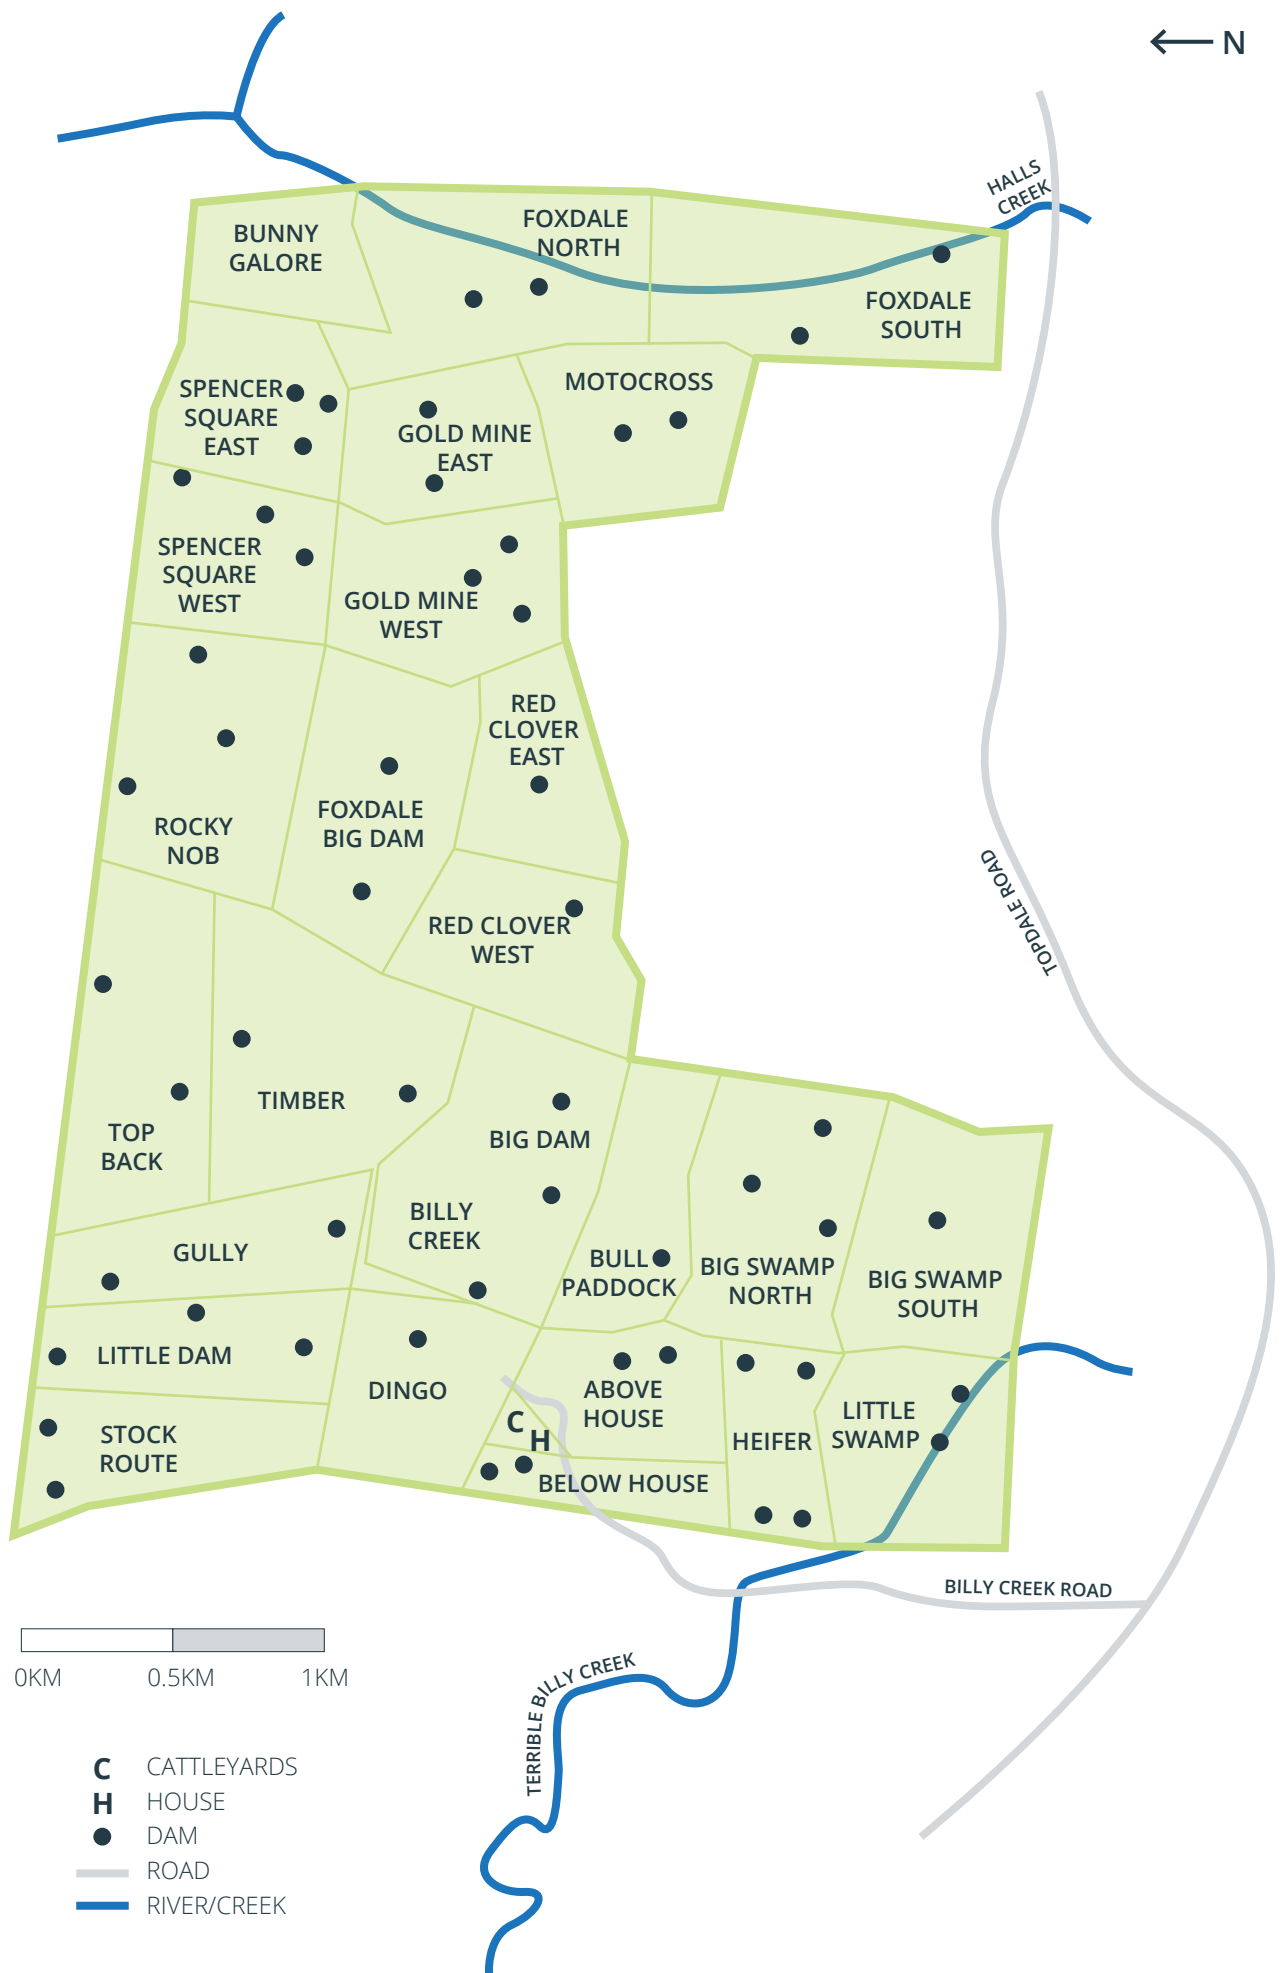 N
HALLS
CREEK
BUNNY
GALORE
FOXDALE
NORTH
FOXDALE
SOUTH
SPENCER
SQUARE
EAST
GOLD MINE
EAST
MOTOCROSS
SPENCER
SQUARE
WEST
GOLD MINE
WEST
RED
CLOVER
EAST
ROCKY
NOB
FOXDALE
BIG DAM
RED CLOVER
WEST
TOPDALE ROAD
TOP
BACK
TIMBER
BIG DAM
BILLY
CREEK
GULLY
BULL
PADDOCK
BIG SWAMP
NORTH
BIG SWAMP
SOUTH
LITTLE DAM
DINGO
ABOVE
HOUSE
HEIFER
LITTLE
SWAMP
STOCK
ROUTE
C
H
BELOW HOUSE
BILLY CREEK ROAD
TERRIBLE BILLY CREEK
0KM 0.5KM 1KM
C CATTLEYARDS
H HOUSE
DAM
ROAD
RIVER/CREEK